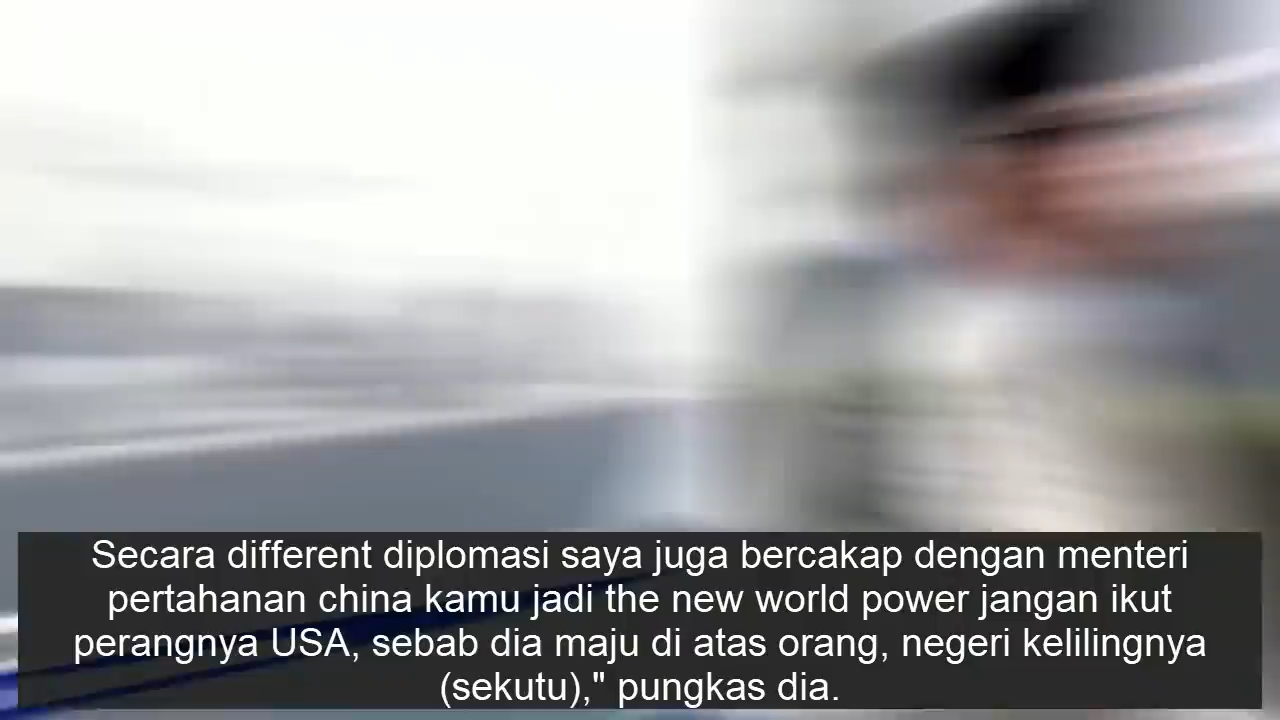 Secara different diplomasi saya juga bercakap dengan menteri
pertahanan china kamu jadi the new world power jangan ikut
perangnya USA, sebab dia maju di atas orang, negeri kelilingnya
(sekutu)," pungkas dia.